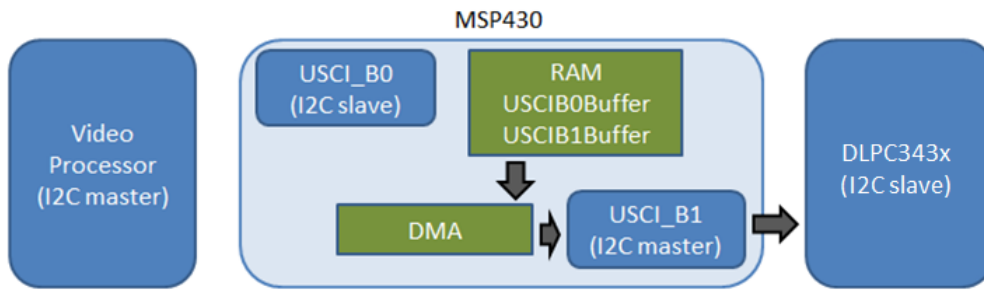 MSP430
Video
Processor
(I2C master)
USCI_B0
(I2C slave)
RAM
USCIB0Buffer
USCIB1Buffer
DMA
USCI_B1
(I2C master)
DLPC343x
(I2C slave)